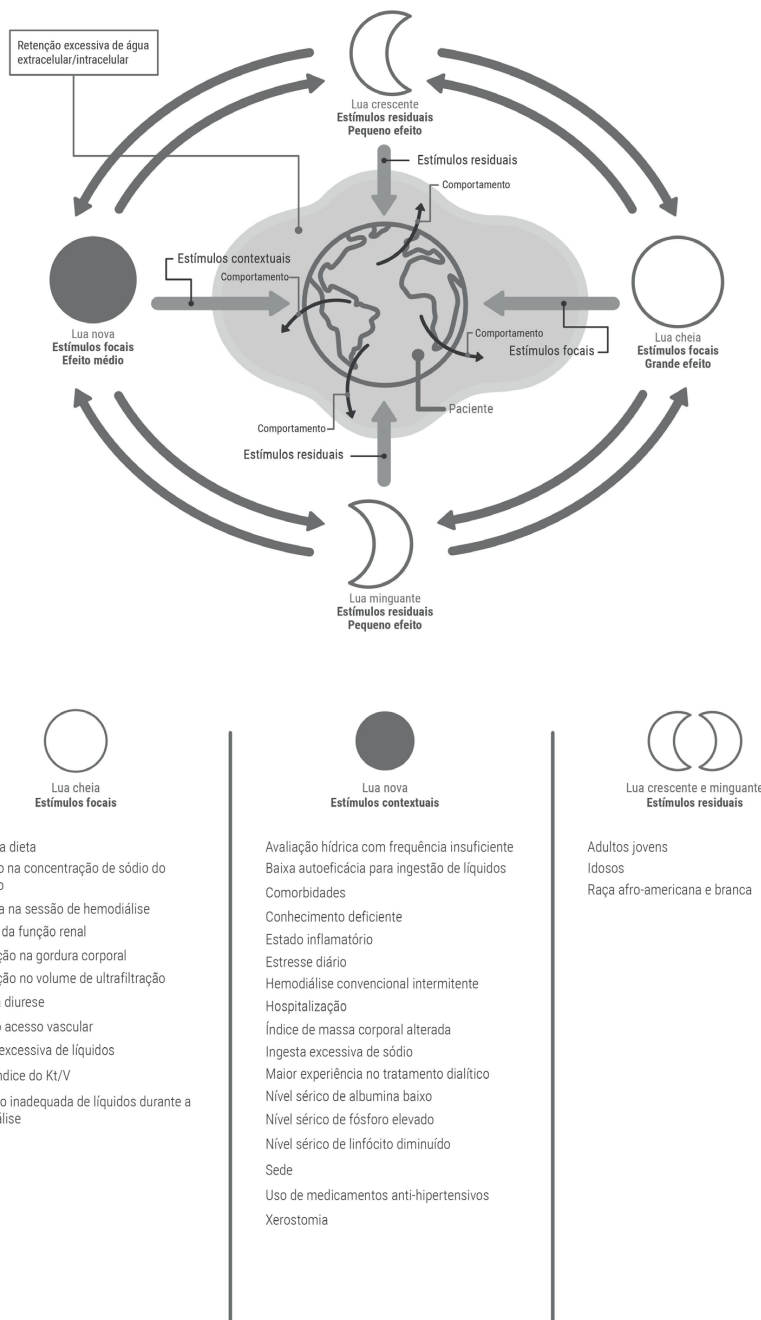 Retenção excessiva de água
extracelular/intracelular
Lua crescente
Estímulos residuais
Pequeno efeito
Estímulos residuais
Comportamento
Estímulos contextuais
Comportamento
Lua nova
Estímulos focais
Efeito médio
Comportamento
Estímulos focais
Lua cheia
Estímulos focais
Grande efeito
Paciente
Comportamento
Estímulos residuais
Lua minguante
Estímulos residuais
Pequeno efeito
Lua cheia
Estímulos focais
a dieta
na concentração de sódio do
na sessão de hemodiálise
da função renal
na gordura corporal
no volume de ultrafiltração
diurese
acesso vascular
excessiva de líquidos
do Kt/V
inadequada de líquidos durante a
Lua nova
Estímulos contextuais
Avaliação hídrica com frequência insuficiente
Baixa autoeficácia para ingestão de líquidos
Comorbidades
Conhecimento deficiente
Estado inflamatório
Estresse diário
Hemodiálise convencional intermitente
Hospitalização
Índice de massa corporal alterada
Ingesta excessiva de sódio
Maior experiência no tratamento dialítico
Nível sérico de albumina baixo
Nível sérico de fósforo elevado
Nível sérico de linfócito diminuído
Sede
Uso de medicamentos anti-hipertensivos
Xerostomia
Lua crescente e minguante
Estímulos residuais
Adultos jovens
Idosos
Raça afro-americana e branca